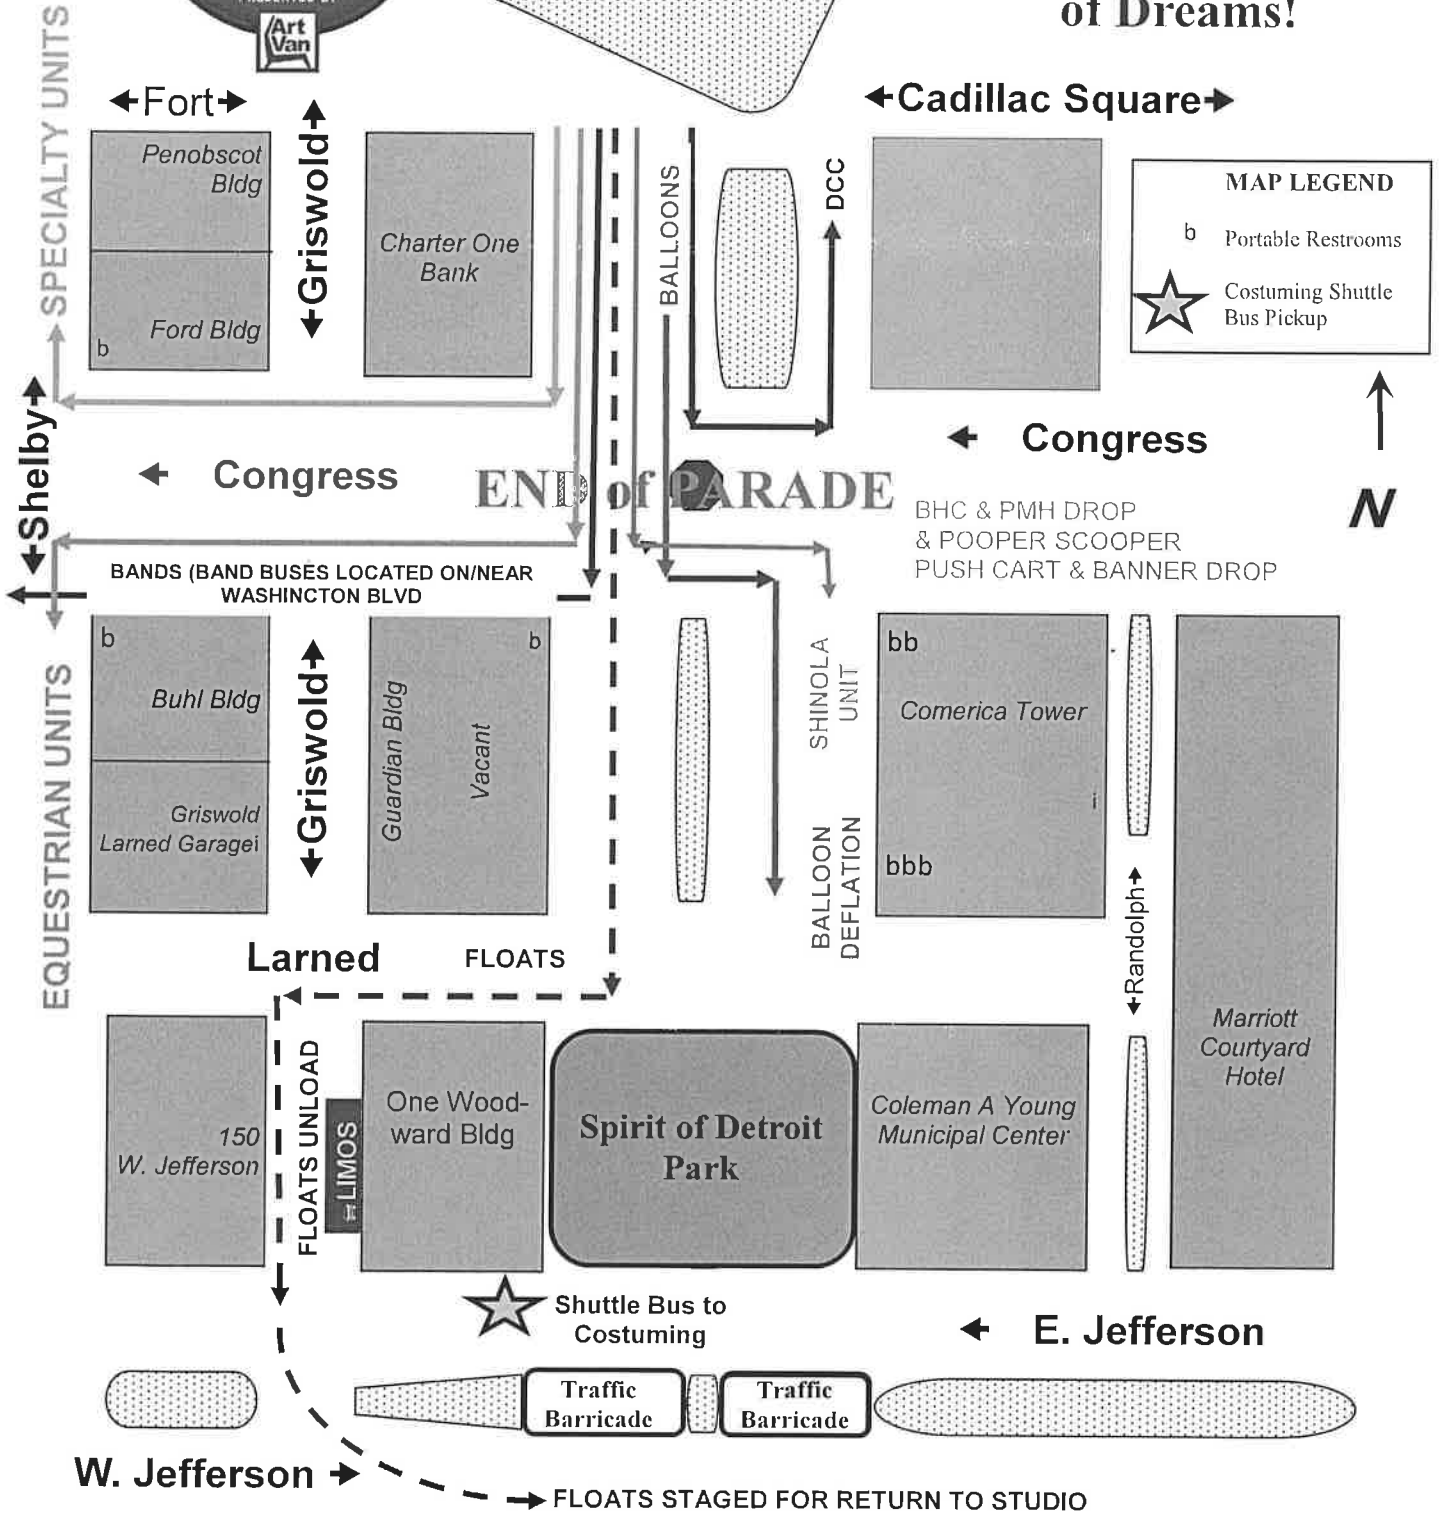 PRESENTED BY
Art
Van
of Dreams!
SPECIALTY UNITS
Fort
Griswold
Cadillac Square
Penobscot
Bldg
Ford Bldg
b
Charter One
Bank
BALLOONS
DCC
MAP LEGEND
b Portable Restrooms
Costuming Shuttle
Bus Pickup
Shelby
Congress
END of PARADE
Congress
N
BHC & PMH DROP
& POOPER SCOOPER
PUSH CART & BANNER DROP
BANDS (BAND BUSES LOCATED ON/NEAR
WASHINCTON BLVD
EQUESTRIAN UNITS
b
Buhl Bldg
Griswold
Larned Garagei
Griswold
b
Guardian Bldg
Vacant
SHINOLA
UNIT
BALLOON
DEFLATION
bb
Comerica Tower
i
bbb
Randolph
Marriott
Courtyard
Hotel
Larned
FLOATS
150
W. Jefferson
FLOATS UNLOAD
LIMOS
One Wood-
ward Bldg
Spirit of Detroit
Park
Coleman A Young
Municipal Center
Shuttle Bus to
Costuming
E. Jefferson
Traffic
Barricade
Traffic
Barricade
W. Jefferson
FLOATS STAGED FOR RETURN TO STUDIO